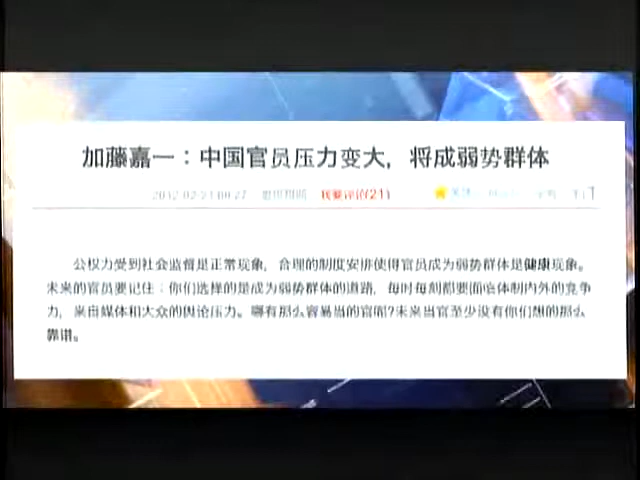 加藤嘉一：中国官员压力变大，将成弱势群体
2012-02-21 09:27 我要评论(21)
公权力受到社会监督是正常现象，合理的制度安排使得官员成为弱势群体是健康现象。
未来的官员要记住：你们选择的是成为弱势群体的道路，每时每刻都要面临体制内外的竞争
力，来自媒体和大众的舆论压力。哪有那么容易当的官呢?未来当官至少没有你们想的那么
靠谱。